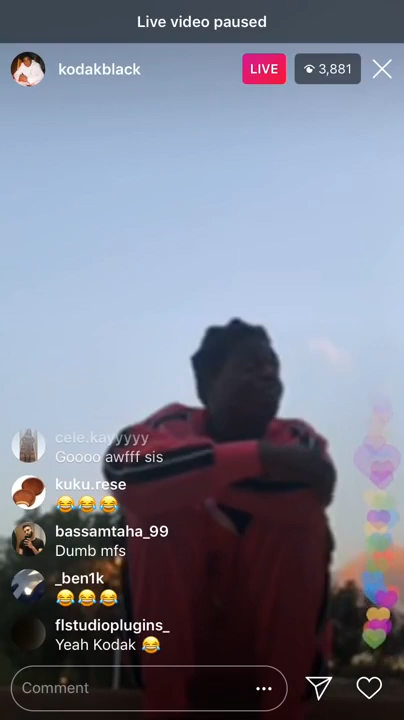 Live video paused
kodakblack
LIVE
3,881
cele.kayyyyy
Goooo awfff sis
kuku.rese
😂😂😂
bassamtaha_99
Dumb mfs
_ben1k
😂😂😂
flstudioplugins_
Yeah Kodak 😂
Comment